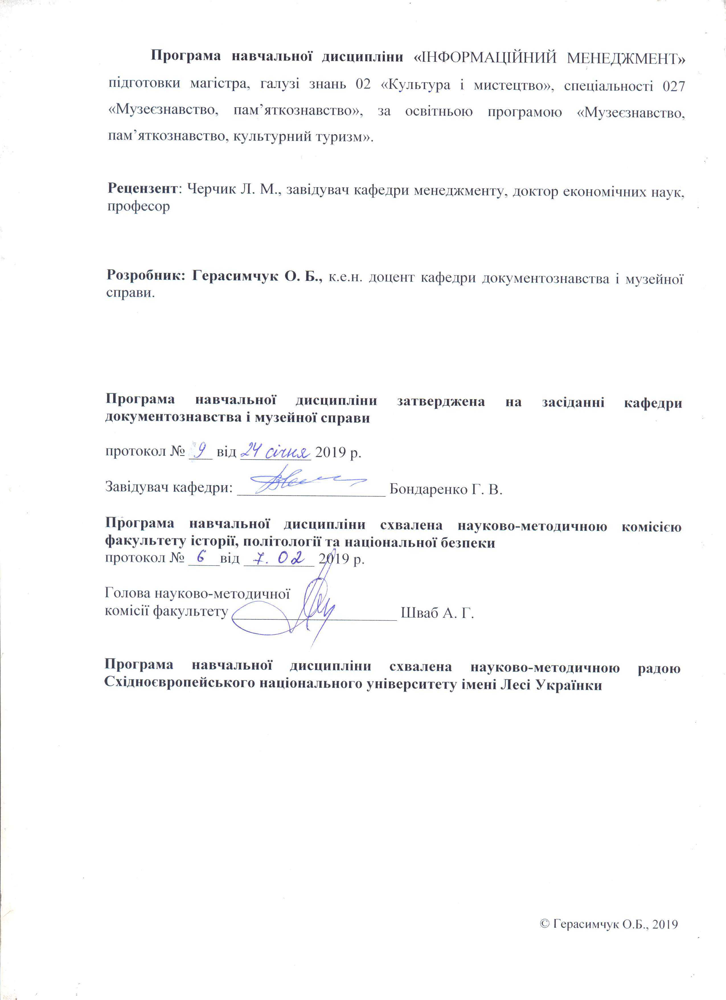 Програма навчальної дисципліни «ІНФОРМАЦІЙНИЙ МЕНЕДЖМЕНТ»
підготовки магістра, галузі знань 02 «Культура і мистецтво», спеціальності 027
«Музеєзнавство, пам’яткознавство», за освітньою програмою «Музеєзнавство,
пам’яткознавство, культурний туризм».
Рецензент: Черчик Л. М., завідувач кафедри менеджменту, доктор економічних наук,
професор
Розробник: Герасимчук О. Б., к.е.н. доцент кафедри документознавства і музейної
справи.
Програма навчальної дисципліни затверджена на засіданні кафедри
документознавства і музейної справи
протокол № 9 від 24 січня 2019 р.
Завідувач кафедри: ___________________ Бондаренко Г. В.
Програма навчальної дисципліни схвалена науково-методичною комісією
факультету історії, політології та національної безпеки
протокол № 6 від 7. 02 2019 р.
Голова науково-методичної
комісії факультету _____________________ Шваб А. Г.
Програма навчальної дисципліни схвалена науково-методичною радою
Східноєвропейського національного університету імені Лесі Українки
© Герасимчук О.Б., 2019